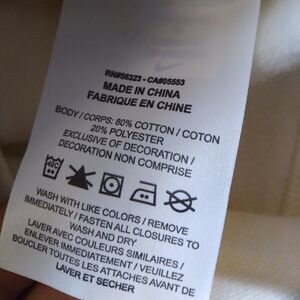 RN#56323 - CA#05553
MADE IN CHINA
FABRIQUE EN CHINE
BODY / CORPS: 80% COTTON / COTON
20% POLYESTER
EXCLUSIVE OF DECORATION /
DECORATION NON COMPRISE
40C
WASH WITH LIKE COLORS / REMOVE
IMMEDIATELY / FASTEN ALL CLOSURES TO
WASH AND DRY
LAVER AVEC COULEURS SIMILAIRES /
ENLEVER IMMÉDIATEMENT / VEUILLEZ
BOUCLER TOUTES LES ATTACHES AVANT DE
LAVER ET SECHER